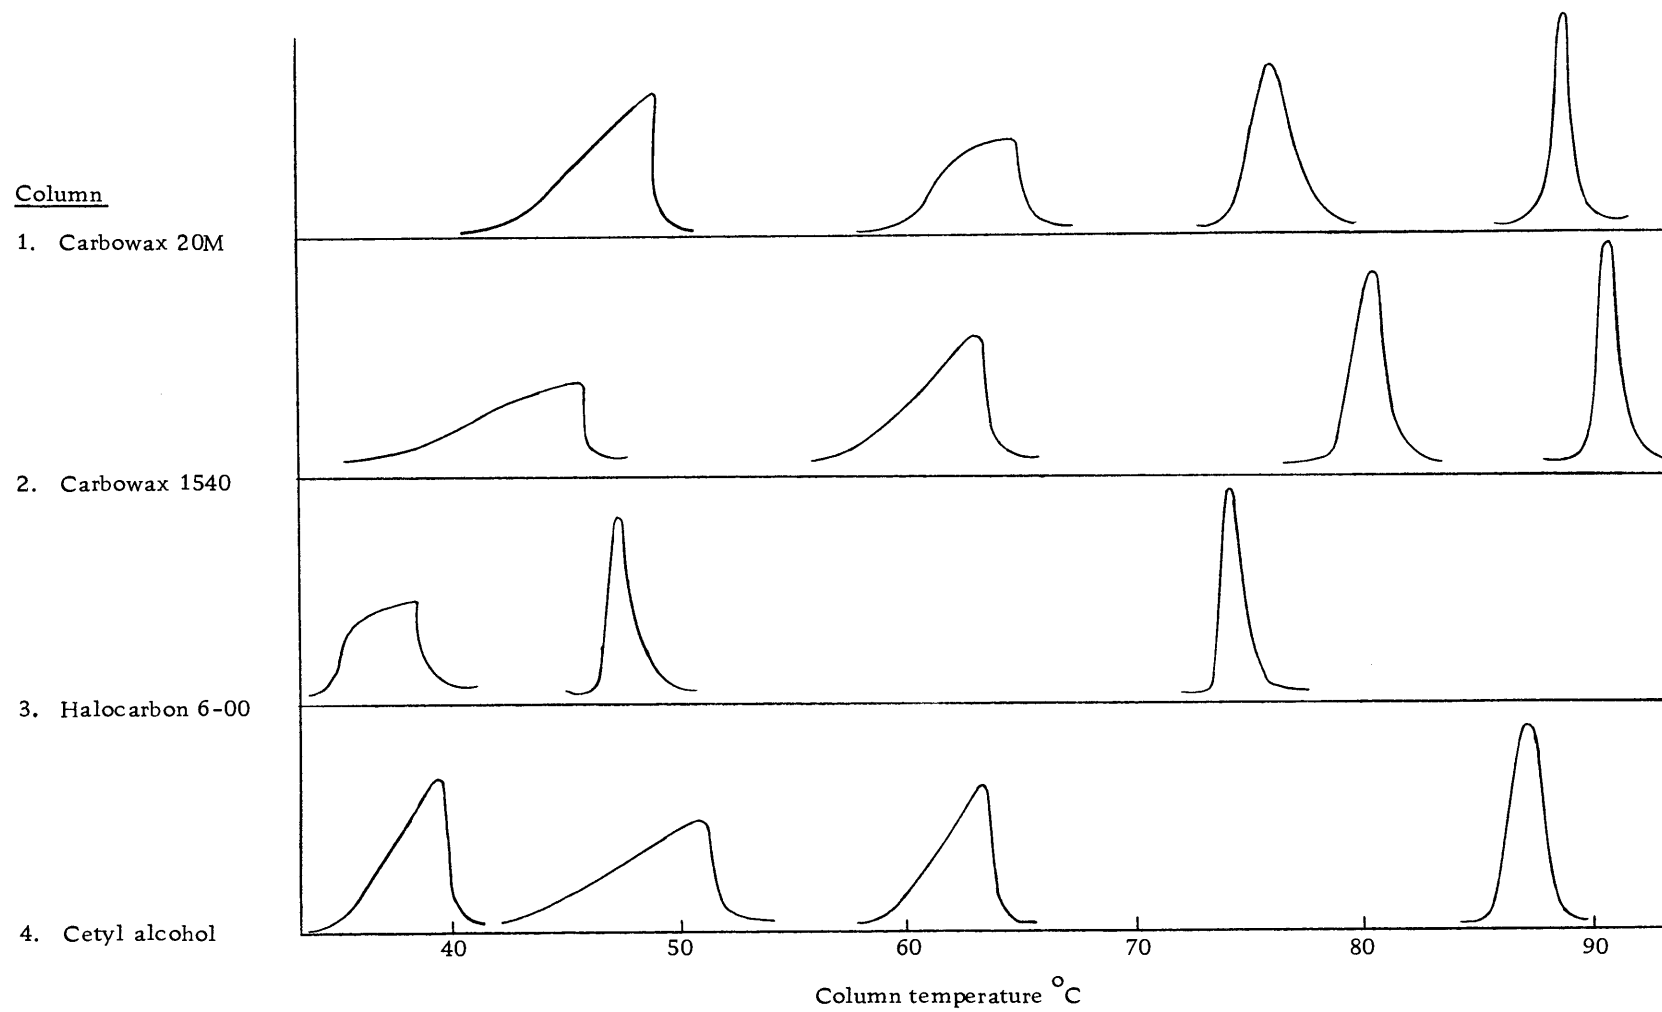 Column
1. Carbowax 20M
2. Carbowax 1540
3. Halocarbon 6-00
4. Cetyl alcohol
40 50 60 70 80 90
Column temperature °C